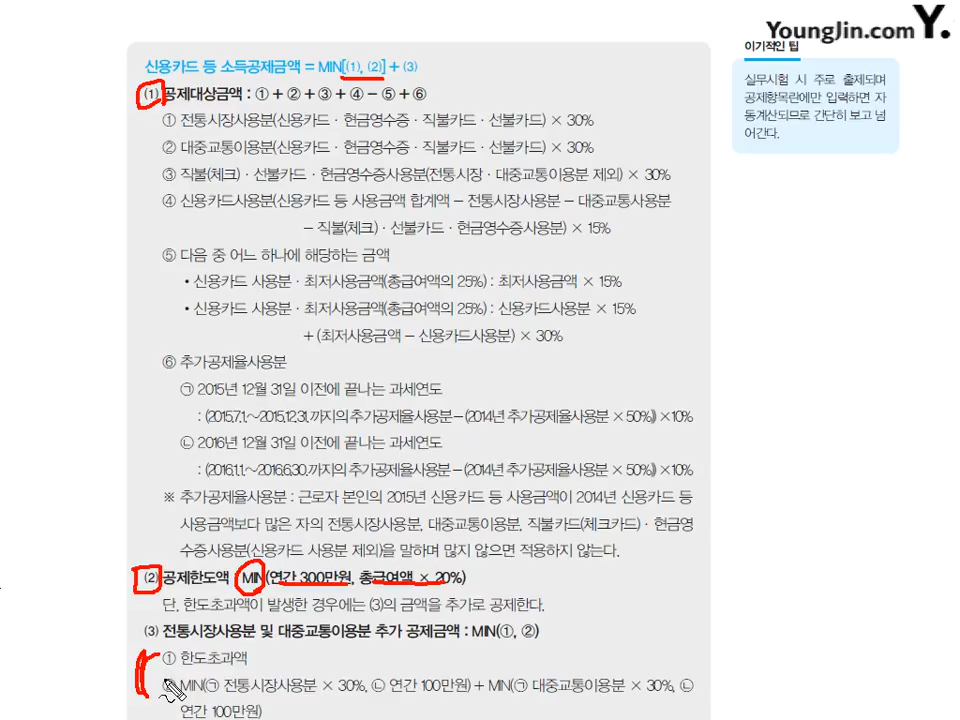 YoungJin.com Y.
이기적인 팁
실무시험 시 주로 출제되며
공제항목란에만 입력하면 자
동계산되므로 간단히 보고 넘
어간다.
신용카드 등 소득공제금액 = MIN[(1), (2)] + (3)
(1) 공제대상금액 : ① + ② + ③ + ④ − ⑤ + ⑥
① 전통시장사용분(신용카드 · 현금영수증 · 직불카드 · 선불카드) × 30%
② 대중교통이용분(신용카드 · 현금영수증 · 직불카드 · 선불카드) × 30%
③ 직불(체크) · 선불카드 · 현금영수증사용분(전통시장 · 대중교통이용분 제외) × 30%
④ 신용카드사용분(신용카드 등 사용금액 합계액 − 전통시장사용분 − 대중교통사용분
− 직불(체크) · 선불카드 · 현금영수증사용분) × 15%
⑤ 다음 중 어느 하나에 해당하는 금액
• 신용카드 사용분 · 최저사용금액(총급여액의 25%) : 최저사용금액 × 15%
• 신용카드 사용분 · 최저사용금액(총급여액의 25%) : 신용카드사용분 × 15%
+ (최저사용금액 − 신용카드사용분) × 30%
⑥ 추가공제율사용분
㉠ 2015년 12월 31일 이전에 끝나는 과세연도
: (2015.7.1.~2015.12.31.까지의 추가공제율사용분−(2014년 추가공제율사용분 × 50%)) ×10%
㉡ 2016년 12월 31일 이전에 끝나는 과세연도
: (2016.1.1.~2016.6.30.까지의 추가공제율사용분−(2014년 추가공제율사용분 × 50%)) ×10%
※ 추가공제율사용분 : 근로자 본인의 2015년 신용카드 등 사용금액이 2014년 신용카드 등
사용금액보다 많은 자의 전통시장사용분, 대중교통이용분, 직불카드(체크카드) · 현금영
수증사용분(신용카드 사용분 제외)을 말하며 많지 않으면 적용하지 않는다.
(2) 공제한도액 : MIN(연간 300만원, 총급여액 × 20%)
단, 한도초과액이 발생한 경우에는 (3)의 금액을 추가로 공제한다.
(3) 전통시장사용분 및 대중교통이용분 추가 공제금액 : MIN(①, ②)
① 한도초과액
② MIN(㉠ 전통시장사용분 × 30%, ㉡ 연간 100만원) + MIN(㉠ 대중교통이용분 × 30%, ㉡
연간 100만원)